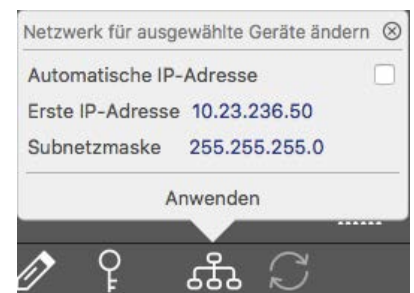 Netzwerk für ausgewählte Geräte ändern
Automatische IP-Adresse
Erste IP-Adresse 10.23.236.50
Subnetzmaske 255.255.255.0
Anwenden